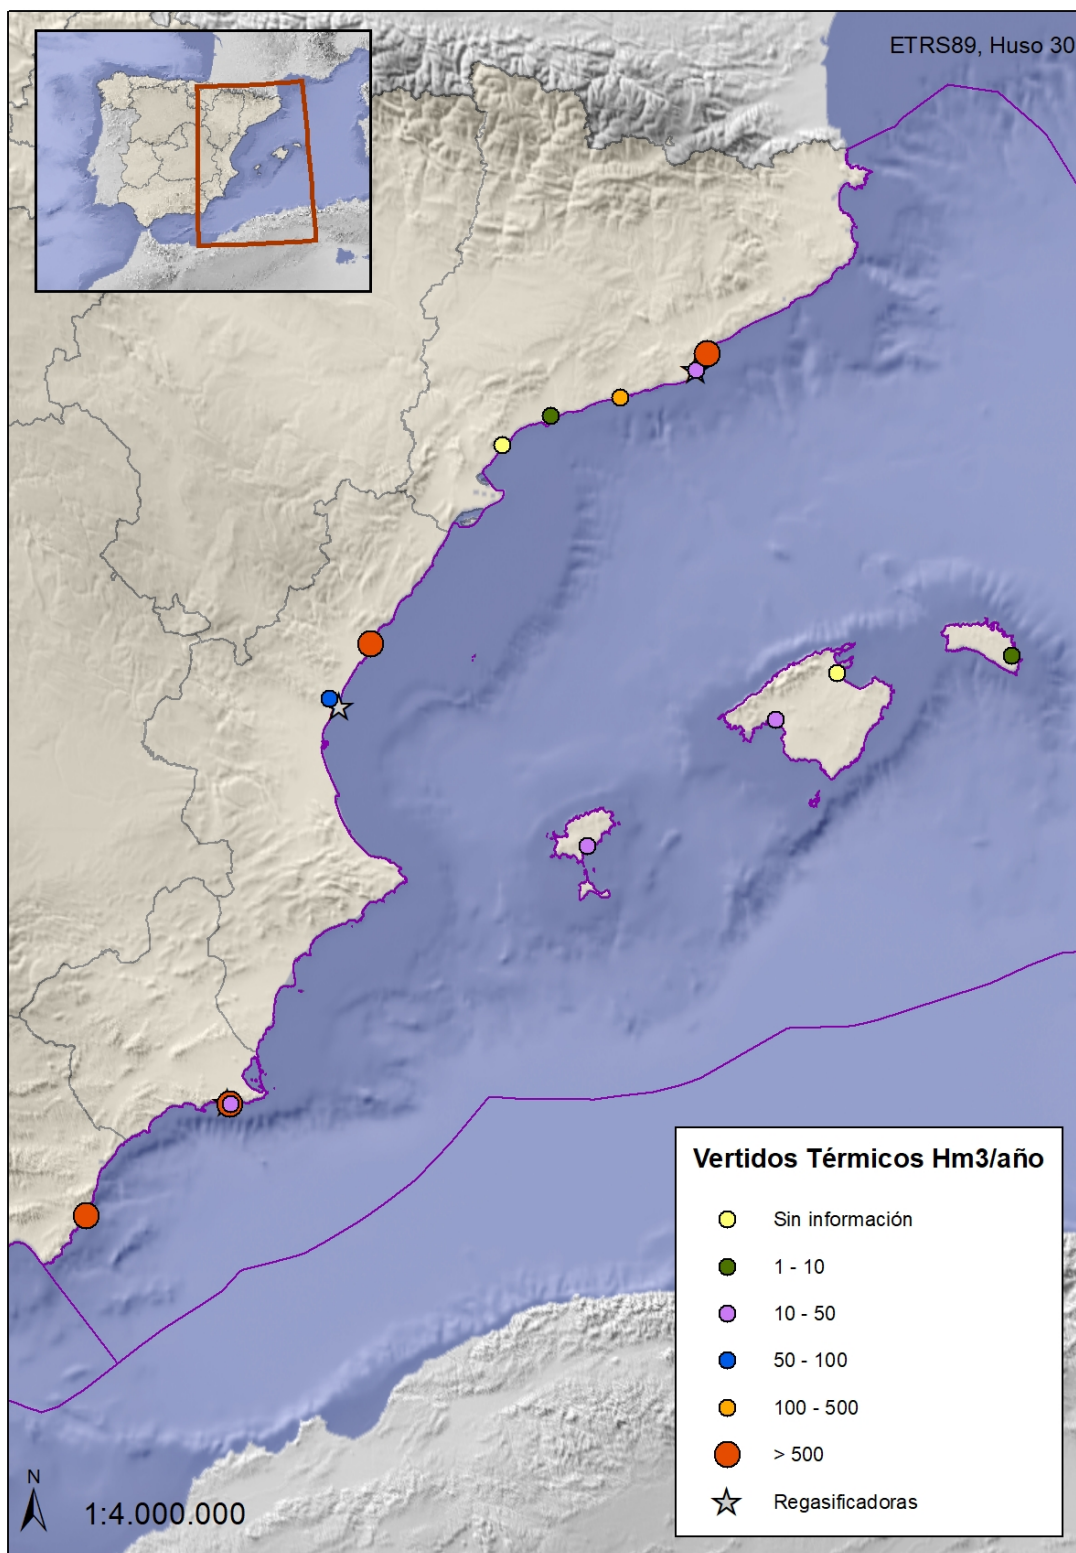 ETRS89, Huso 30
Vertidos Térmicos Hm3/año
Sin información
1 - 10
10 - 50
50 - 100
100 - 500
> 500
Regasificadoras
N
1:4.000.000